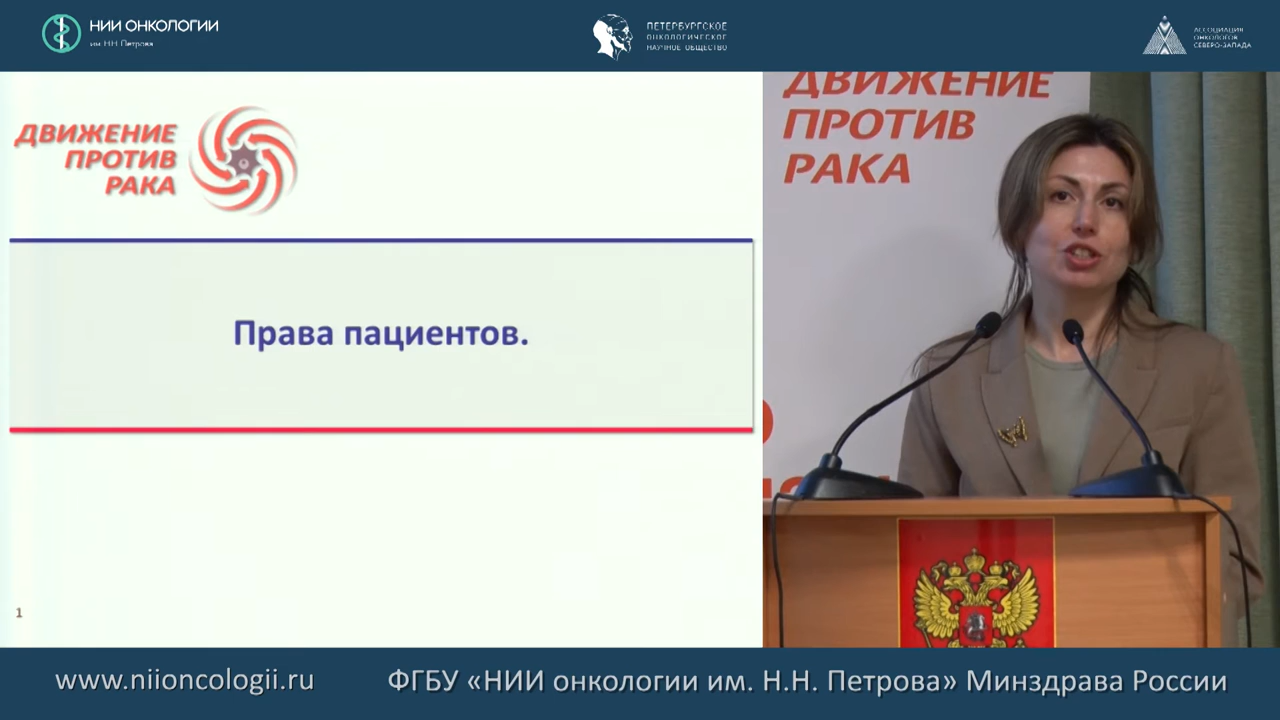 НИИ ОНКОЛОГИИ
им. Н.Н. Петрова
ПЕТЕРБУРГСКОЕ
ОНКОЛОГИЧЕСКОЕ
НАУЧНОЕ ОБЩЕСТВО
АССОЦИАЦИЯ
ОНКОЛОГОВ
СЕВЕРО-ЗАПАДА
ДВИЖЕНИЕ
ПРОТИВ
РАКА
Права пациентов.
1
ДВИЖЕНИЕ
ПРОТИВ
РАКА
www.niioncologii.ru
ФГБУ «НИИ онкологии им. Н.Н. Петрова» Минздрава России